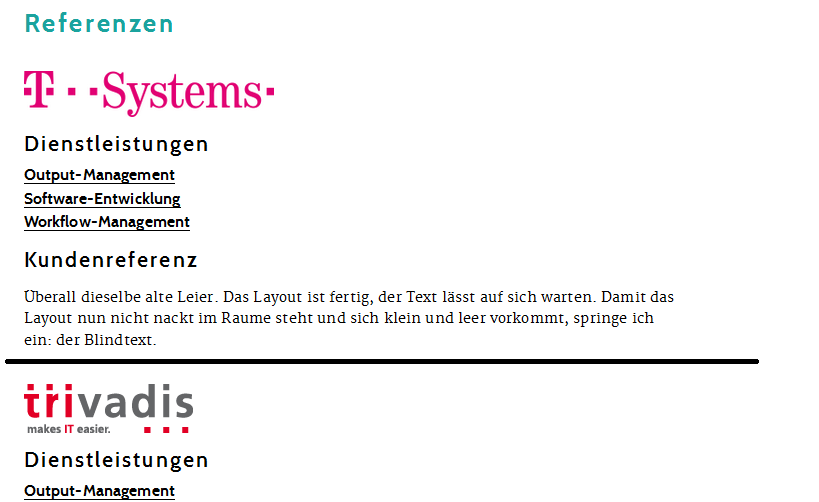 Referenzen
T··Systems·
Dienstleistungen
Output-Management
Software-Entwicklung
Workflow-Management
Kundenreferenz
Überall dieselbe alte Leier. Das Layout ist fertig, der Text lässt auf sich warten. Damit das
Layout nun nicht nackt im Raume steht und sich klein und leer vorkommt, springe ich
ein: der Blindtext.
trivadis
makes IT easier.
Dienstleistungen
Output-Management